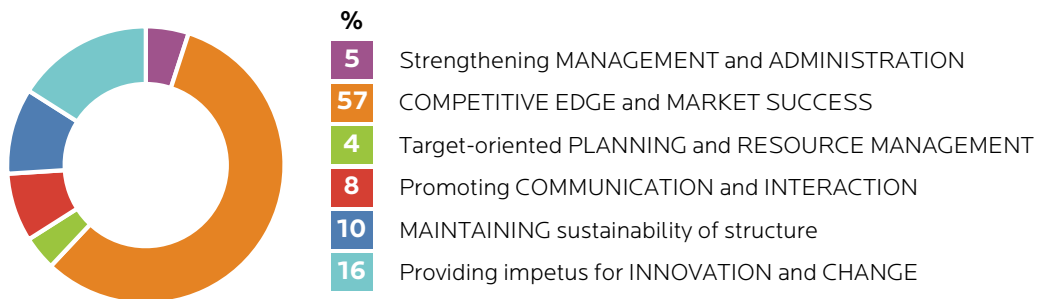 %
5 Strengthening MANAGEMENT and ADMINISTRATION
57 COMPETITIVE EDGE and MARKET SUCCESS
4 Target-oriented PLANNING and RESOURCE MANAGEMENT
8 Promoting COMMUNICATION and INTERACTION
10 MAINTAINING sustainability of structure
16 Providing impetus for INNOVATION and CHANGE